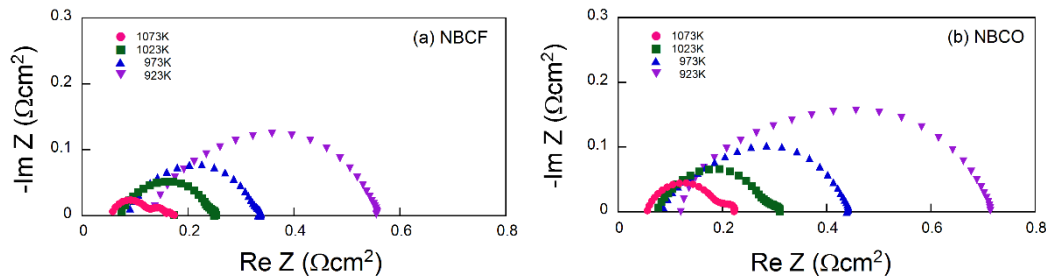 0.3
0.2
0.1
0
0
0.2
0.4
0.6
0.8
-Im Z (Ωcm2)
Re Z (Ωcm2)
1073K
1023K
973K
923K
(a) NBCF
0.3
0.2
0.1
0
0
0.2
0.4
0.6
0.8
-Im Z (Ωcm2)
Re Z (Ωcm2)
1073K
1023K
973K
923K
(b) NBCO